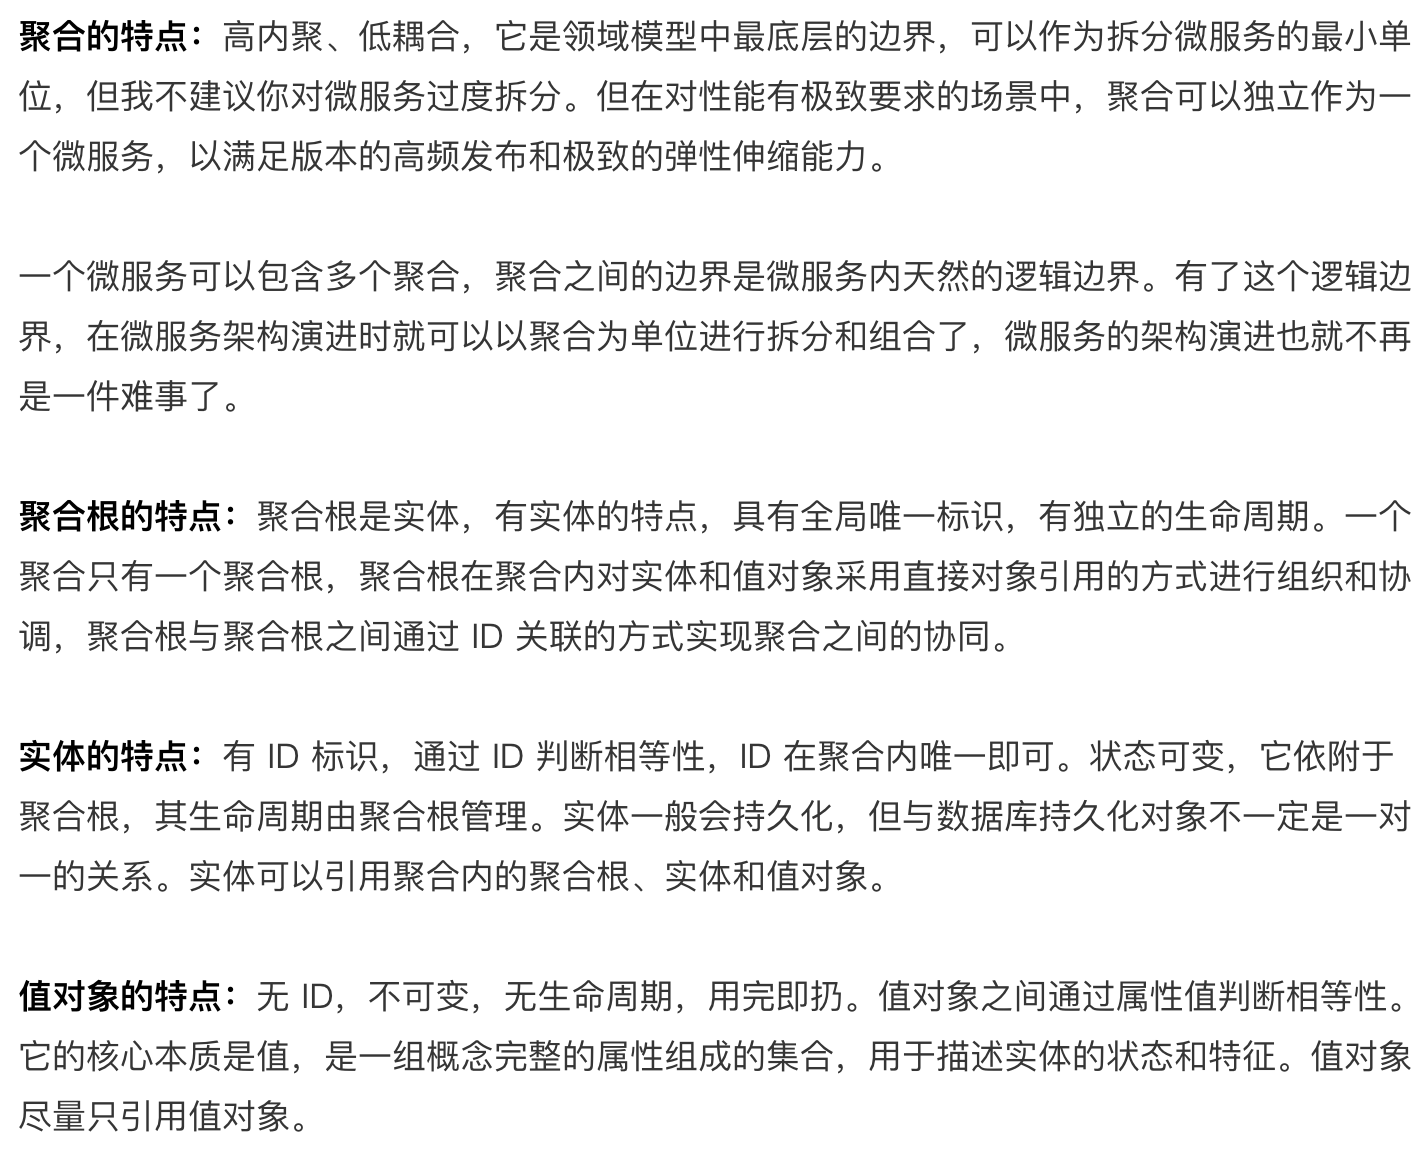 聚合的特点：高内聚、低耦合，它是领域模型中最底层的边界，可以作为拆分微服务的最小单
位，但我不建议你对微服务过度拆分。但在对性能有极致要求的场景中，聚合可以独立作为一
个微服务，以满足版本的高频发布和极致的弹性伸缩能力。
一个微服务可以包含多个聚合，聚合之间的边界是微服务内天然的逻辑边界。有了这个逻辑边
界，在微服务架构演进时就可以以聚合为单位进行拆分和组合了，微服务的架构演进也就不再
是一件难事了。
聚合根的特点：聚合根是实体，有实体的特点，具有全局唯一标识，有独立的生命周期。一个
聚合只有一个聚合根，聚合根在聚合内对实体和值对象采用直接对象引用的方式进行组织和协
调，聚合根与聚合根之间通过 ID 关联的方式实现聚合之间的协同。
实体的特点：有 ID 标识，通过 ID 判断相等性，ID 在聚合内唯一即可。状态可变，它依附于
聚合根，其生命周期由聚合根管理。实体一般会持久化，但与数据库持久化对象不一定是一对
一的关系。实体可以引用聚合内的聚合根、实体和值对象。
值对象的特点：无 ID，不可变，无生命周期，用完即扔。值对象之间通过属性值判断相等性。
它的核心本质是值，是一组概念完整的属性组成的集合，用于描述实体的状态和特征。值对象
尽量只引用值对象。